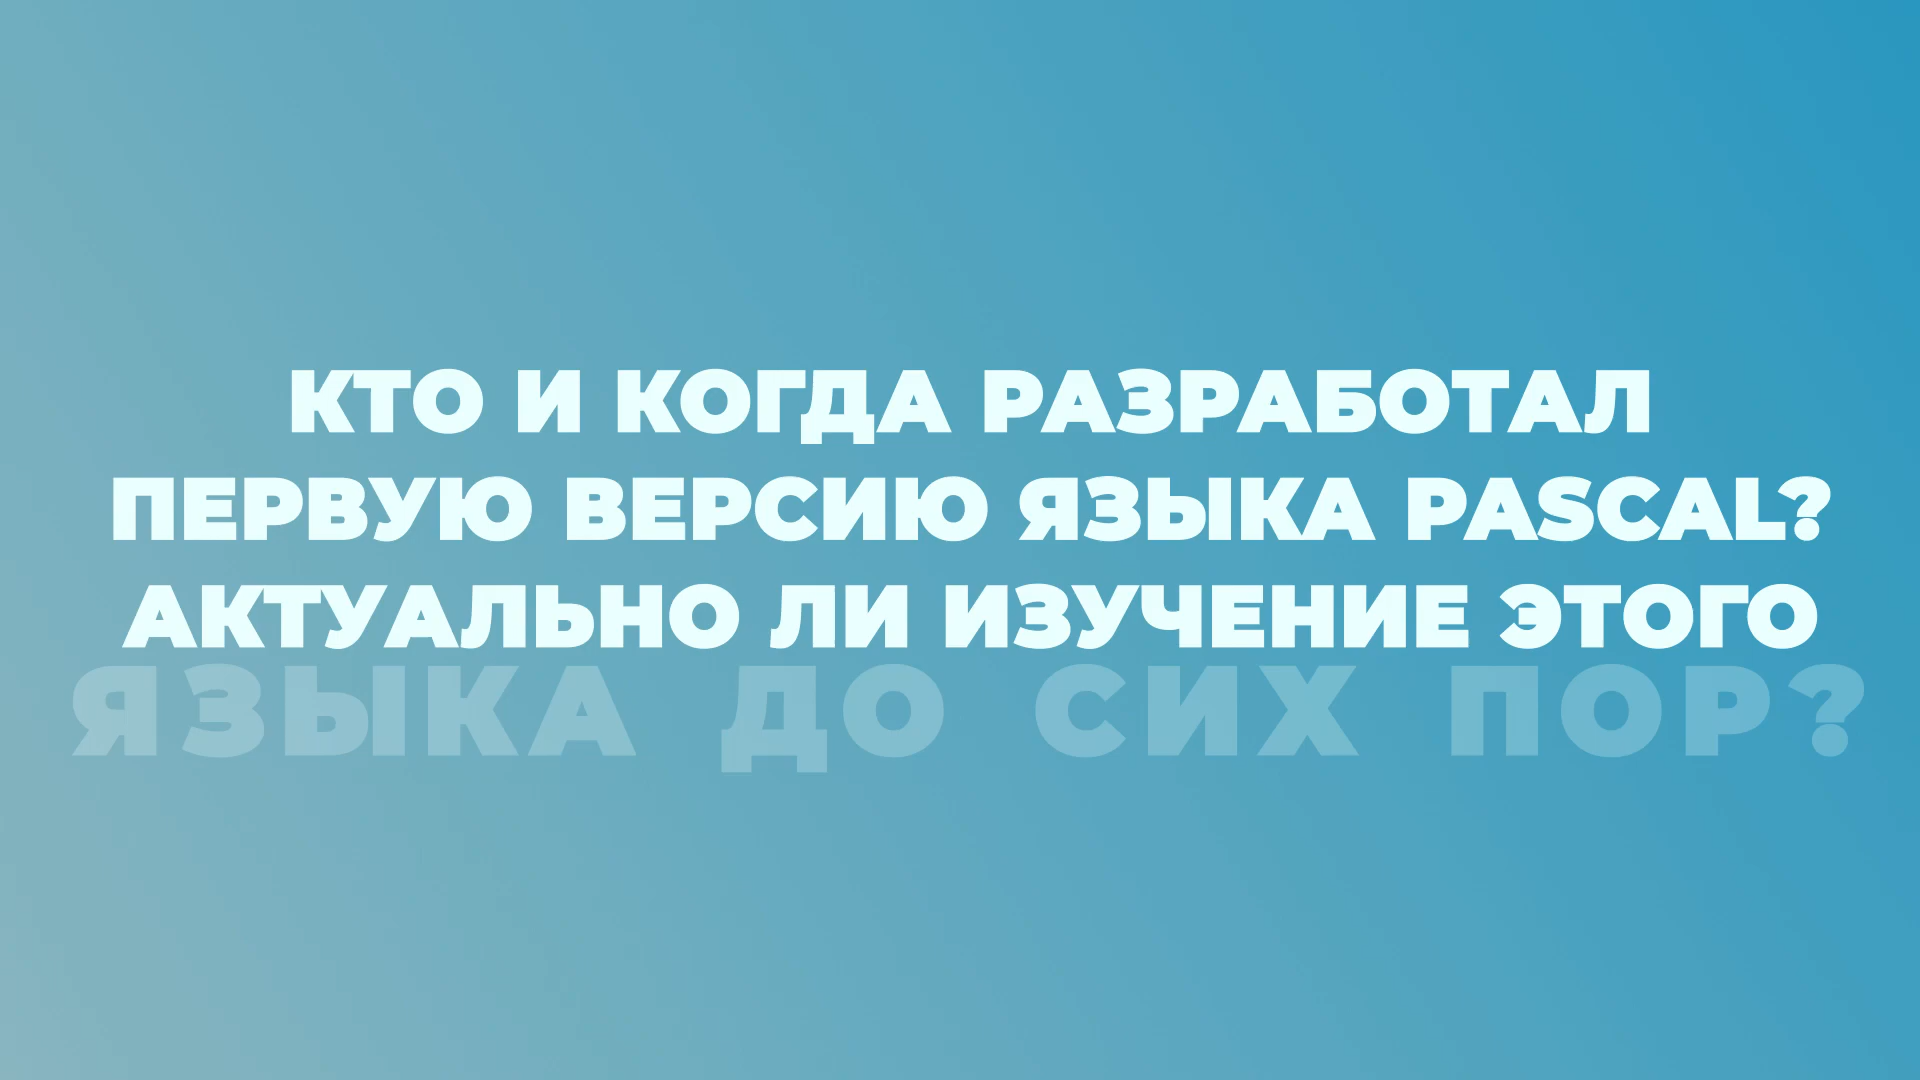 КТО И КОГДА РАЗРАБОТАЛ
ПЕРВУЮ ВЕРСИЮ ЯЗЫКА PASCAL?
АКТУАЛЬНО ЛИ ИЗУЧЕНИЕ ЭТОГО
ЯЗЫКА ДО СИХ ПОР?